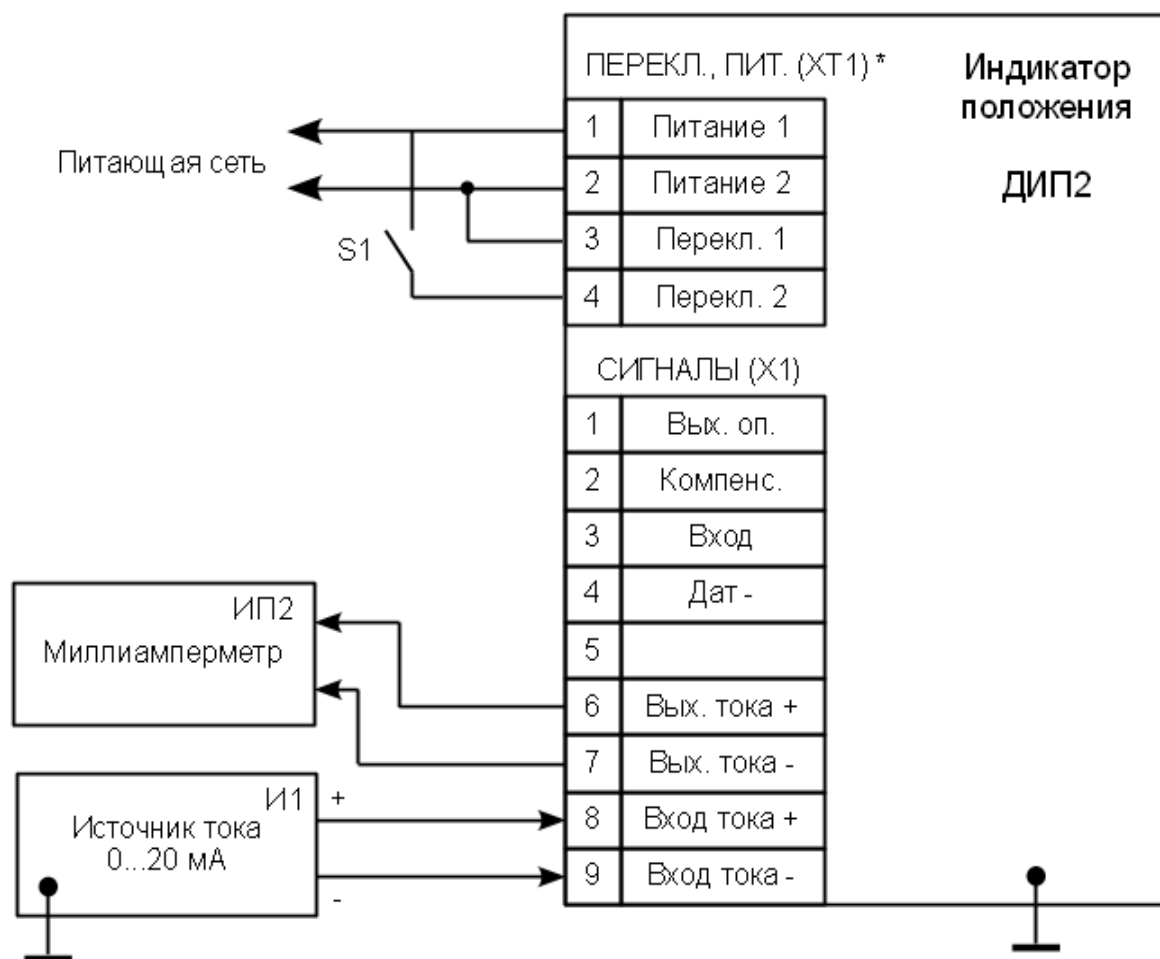 ПЕРЕКЛ., ПИТ. (XT1) *
Индикатор
положения
ДИП2
Питающая сеть
1 Питание 1
2 Питание 2
3 Перекл. 1
4 Перекл. 2
S1
СИГНАЛЫ (X1)
1 Вых. оп.
2 Компенс.
3 Вход
4 Дат -
5
6 Вых. тока +
7 Вых. тока -
8 Вход тока +
9 Вход тока -
ИП2
Миллиамперметр
И1
+
Источник тока
0...20 мА
-